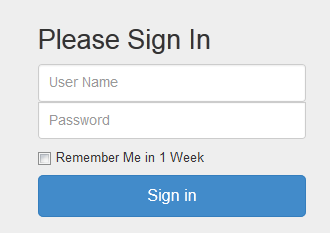 Please Sign In
User Name
Password
Remember Me in 1 Week
Sign in